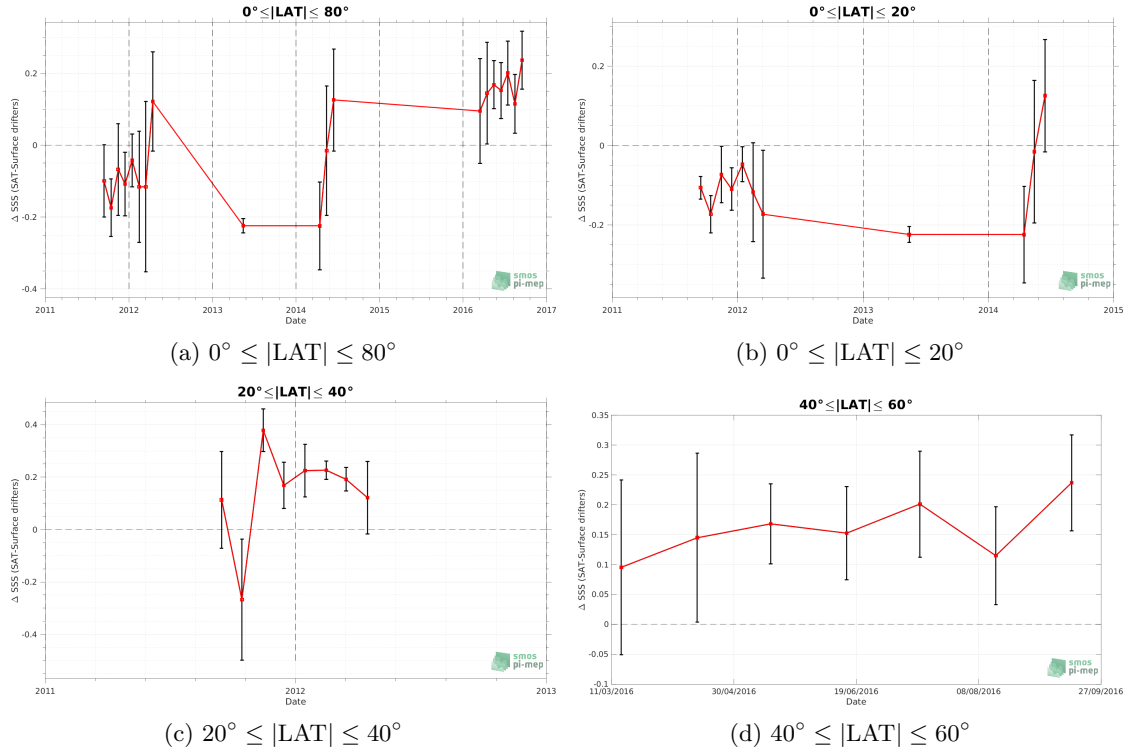 0°≤|LAT|≤ 80°
Δ SSS (SAT-Surface drifters)
0.2
0
-0.2
-0.4
2011 2012 2013 2014 2015 2016 2017
Date
smos
pi-mep
(a) 0° ≤ |LAT| ≤ 80°
0°≤|LAT|≤ 20°
Δ SSS (SAT-Surface drifters)
0.2
0
-0.2
2011 2012 2013 2014 2015
Date
smos
pi-mep
(b) 0° ≤ |LAT| ≤ 20°
20°≤|LAT|≤ 40°
Δ SSS (SAT-Surface drifters)
0.4
0.2
0
-0.2
-0.4
2011 2012 2013
Date
smos
pi-mep
(c) 20° ≤ |LAT| ≤ 40°
40°≤|LAT|≤ 60°
Δ SSS (SAT-Surface drifters)
0.35
0.3
0.25
0.2
0.15
0.1
0.05
0
-0.05
-0.1
11/03/2016 30/04/2016 19/06/2016 08/08/2016 27/09/2016
Date
smos
pi-mep
(d) 40° ≤ |LAT| ≤ 60°